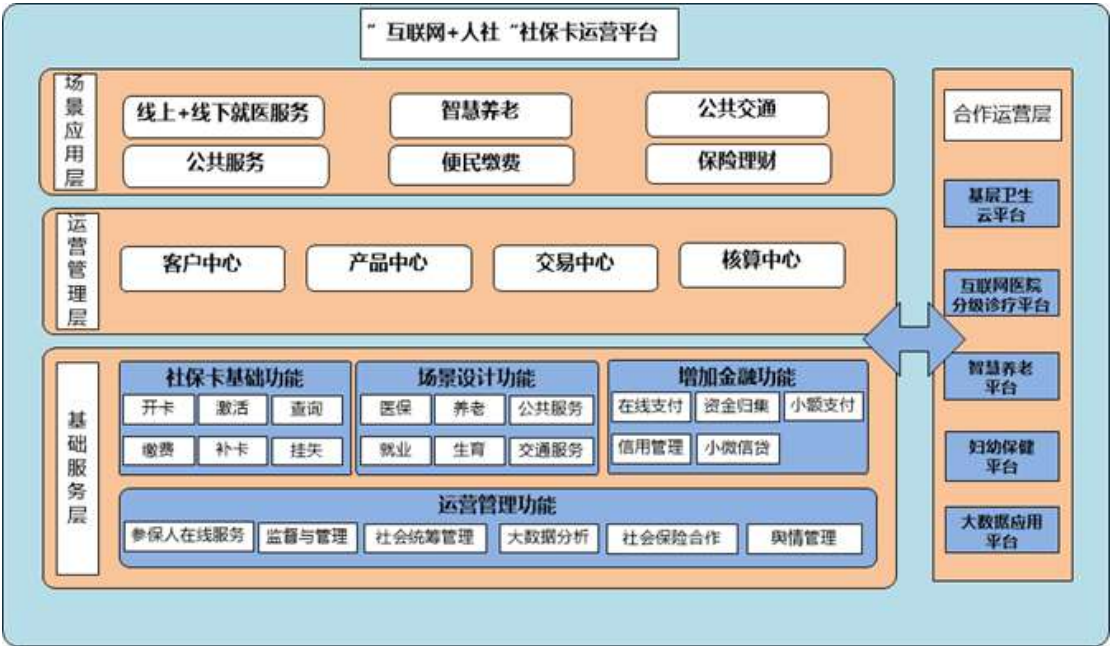 ”互联网+人社“社保卡运营平台
场景应用层
线上+线下就医服务
智慧养老
公共交通
公共服务
便民缴费
保险理财
运营管理层
客户中心
产品中心
交易中心
核算中心
基础服务层
社保卡基础功能
开卡
激活
查询
缴费
补卡
挂失
场景设计功能
医保
养老
公共服务
就业
生育
交通服务
增加金融功能
在线支付
资金归集
小额支付
信用管理
小微信贷
运营管理功能
参保人在线服务
监督与管理
社会统筹管理
大数据分析
社会保险合作
舆情管理
合作运营层
基层卫生
云平台
互联网医院
分级诊疗平台
智慧养老
平台
妇幼保健
平台
大数据应用
平台